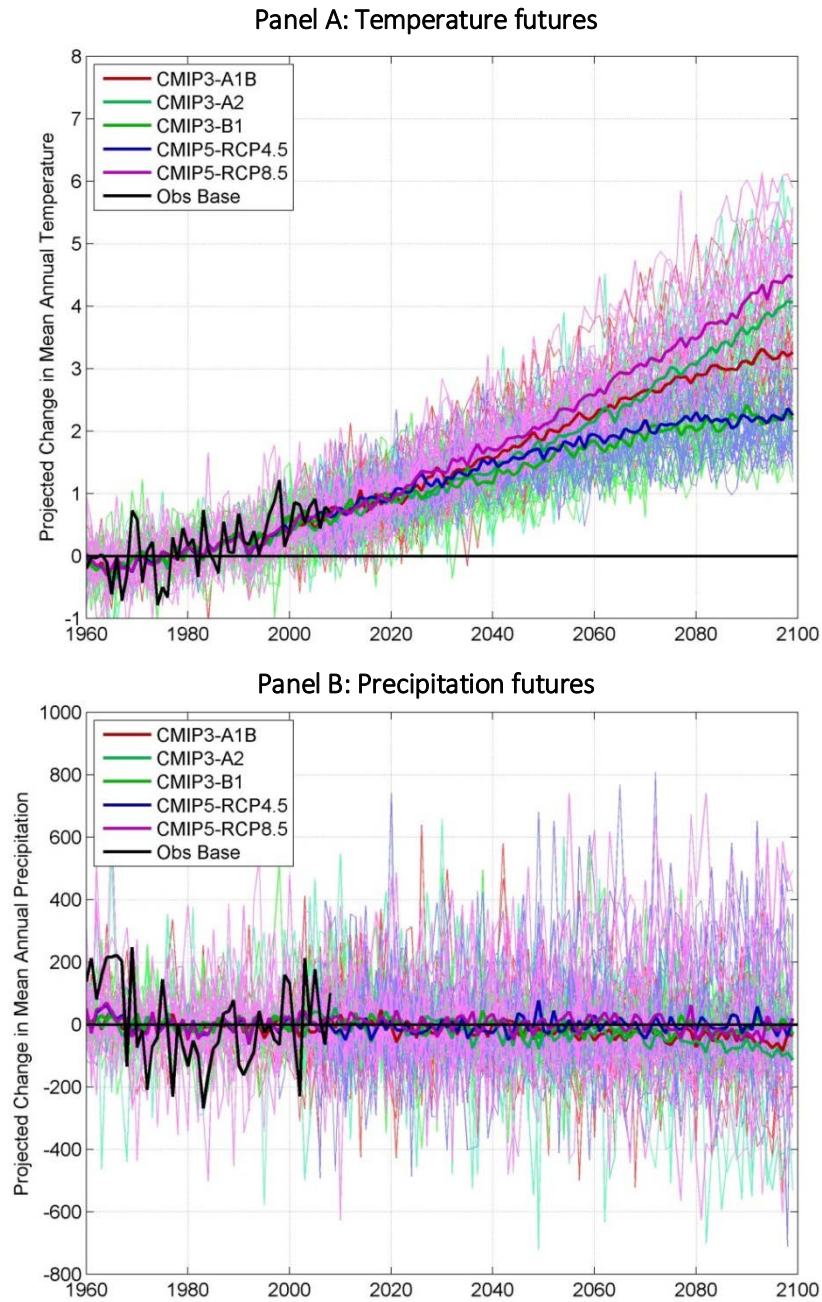 Panel A: Temperature futures
8
7
6
5
4
3
2
1
0
-1
Projected Change in Mean Annual Temperature
CMIP3-A1B
CMIP3-A2
CMIP3-B1
CMIP5-RCP4.5
CMIP5-RCP8.5
Obs Base
1960 1980 2000 2020 2040 2060 2080 2100
Panel B: Precipitation futures
1000
800
600
400
200
0
-200
-400
-600
-800
Projected Change in Mean Annual Precipitation
CMIP3-A1B
CMIP3-A2
CMIP3-B1
CMIP5-RCP4.5
CMIP5-RCP8.5
Obs Base
1960 1980 2000 2020 2040 2060 2080 2100